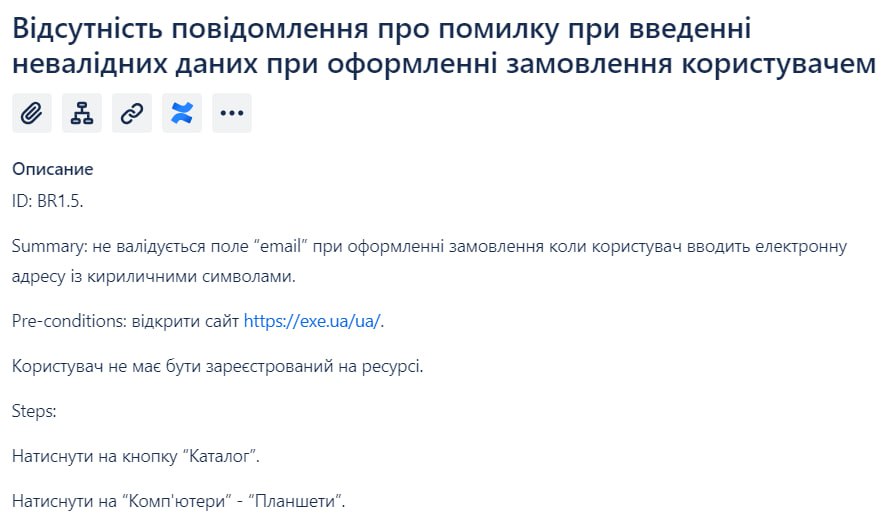 Відсутність повідомлення про помилку при введенні
невалідних даних при оформленні замовлення користувачем
Описание
ID: BR1.5.
Summary: не валідується поле “email” при оформленні замовлення коли користувач вводить електронну
адресу із кириличними символами.
Pre-conditions: відкрити сайт https://exe.ua/ua/.
Користувач не має бути зареєстрований на ресурсі.
Steps:
Натиснути на кнопку “Каталог”.
Натиснути на “Комп'ютери” - “Планшети”.